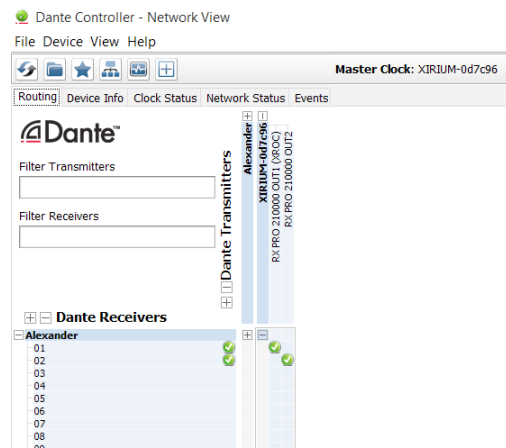 Dante Controller - Network View
File Device View Help
Master Clock: XIRIUM-0d7c96
Routing Device Info Clock Status Network Status Events
Dante™
Filter Transmitters
Filter Receivers
Dante Transmitters
Alexander
XIRIUM-0d7c96
RX PRO 210000 OUT1 (XROC)
RX PRO 210000 OUT2
Dante Receivers
Alexander
01
02
03
04
05
06
07
08
09